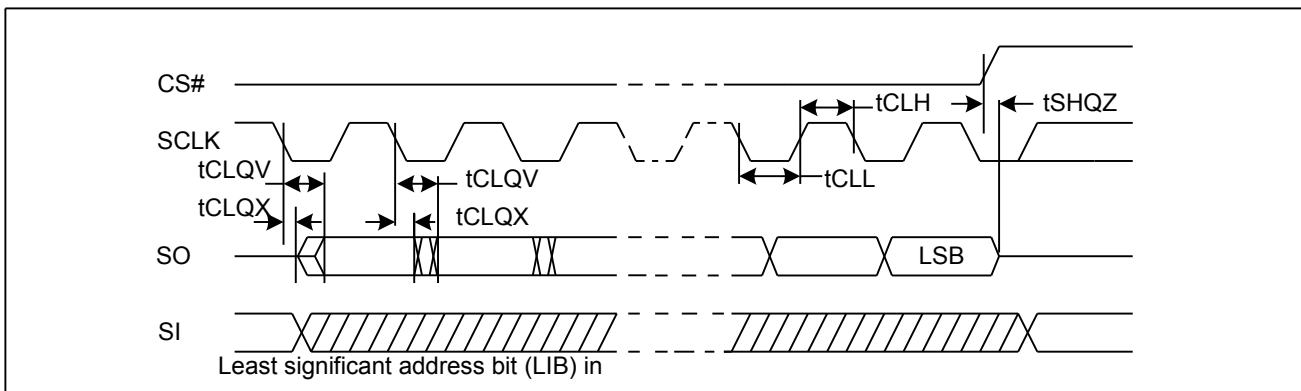 CS#
tCLH
tSHQZ
SCLK
tCLQV
tCLQV
tCLL
tCLQX
tCLQX
SO
LSB
SI
Least significant address bit (LIB) in